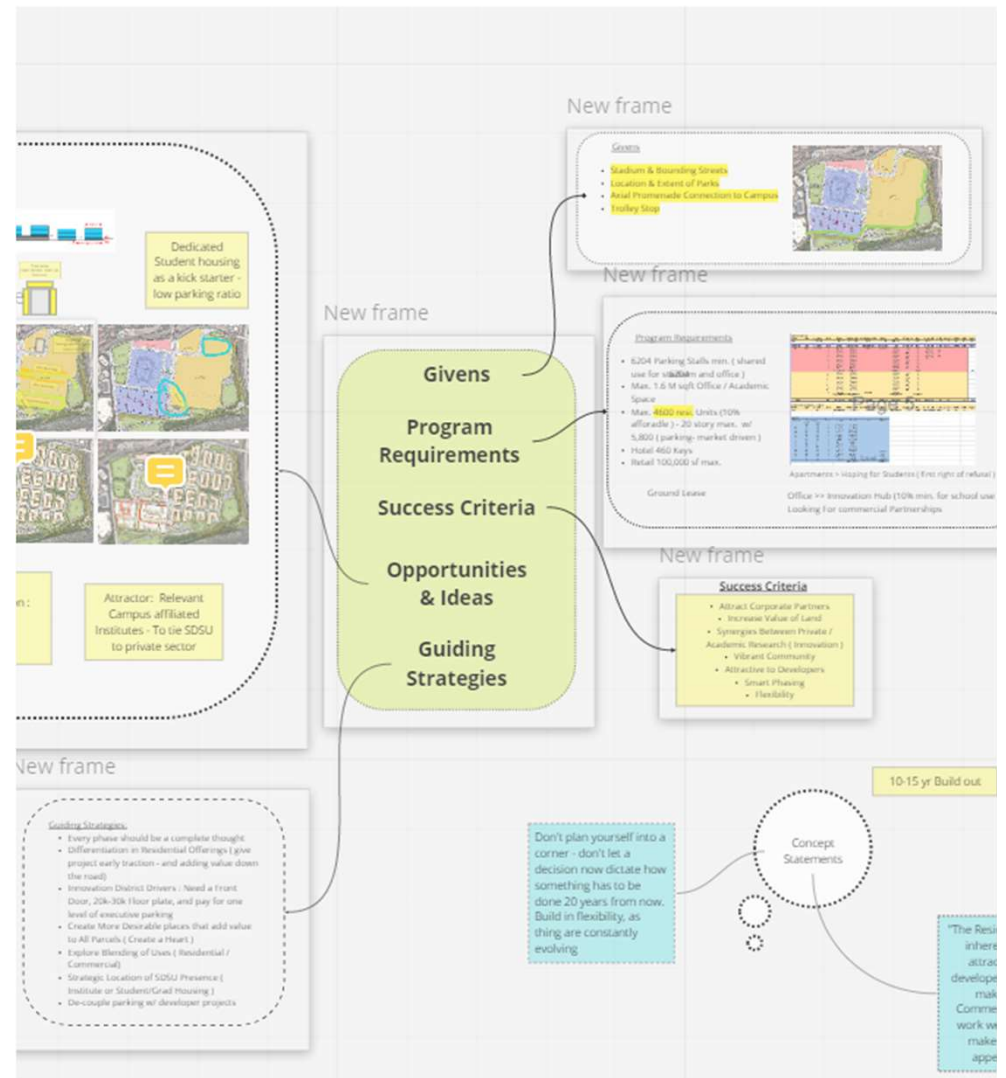 New frame
Givens
Stadium & Bounding Streets
Location & Extent of Parks
Axial Promenade Connection to Campus
Trolley Stop
New frame
Program Requirements
6204 Parking Stalls min. ( shared
use for stadium and office )
Max. 1.6 M sqft Office / Academic
Space
Max. 4600 resi. Units (10%
afforadle ) - 20 story max. w/
5,800 ( parking- market driven )
Hotel 460 Keys
Retail 100,000 sf max.
Ground Lease
Page 5
Apartments > Hoping for Students ( first right of refusal )
Office >> Innovation Hub (10% min. for school use
Looking for commercial Partnerships
Dedicated
Student housing
as a kick starter -
low parking ratio
Attractor: Relevant
Campus affiliated
Institutes - To tie SDSU
to private sector
New frame
Givens
Program
Requirements
Success Criteria
Opportunities
& Ideas
Guiding
Strategies
New frame
Success Criteria
Attract Corporate Partners
Increase Value of Land
Synergies Between Private /
Academic Research ( Innovation )
Vibrant Community
Attractive to Developers
Smart Phasing
Flexibility
New frame
Guiding Strategies
Every phase should be a complete thought
Differentiation in Residential Offerings ( give
project early traction - and adding value down
the road)
Innovation District Drivers : Need a Front
Door, 20k-30k Floor plate, and pay for one
level of executive parking
Create More Desirable places that add value
to All Parcels ( Create a Heart )
Explore Blending of Uses ( Residential /
Commercial)
Strategic Location of SDSU Presence (
Institute or Student/Grad Housing )
De-couple parking w/ developer projects
10-15 yr Build out
Concept
Statements
Don't plan yourself into a
corner - don't let a
decision now dictate how
something has to be
done 20 years from now.
Build in flexibility, as
thing are constantly
evolving
"The Resi
inhere
attrac
develope
mak
Comme
work w
make
appe